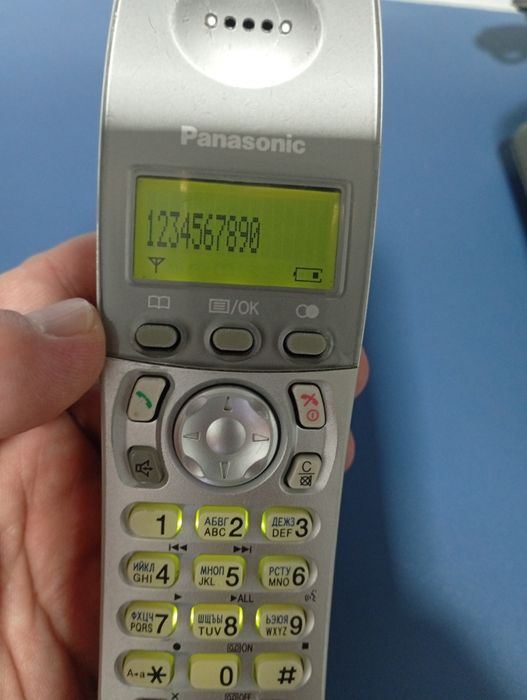 Panasonic
1234567890
/OK
C
1
АБВГ ABC 2
ДЕЖЗ DEF 3
ИЙКЛ GHI 4
МНОП JKL 5
РСТУ MNO 6
►ALL
ФХЦЧ PQRS 7
ШЩЪЫ TUV 8
ЬЭЮЯ WXYZ 9
ON
A→a *
0
#
OFF